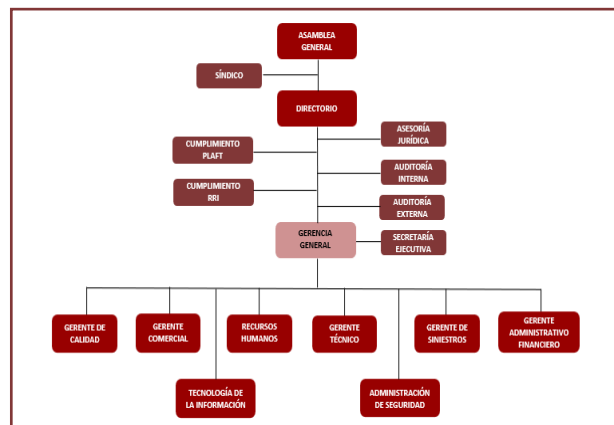 ASAMBLEA
GENERAL
SÍNDICO
DIRECTORIO
ASESORÍA
JURÍDICA
CUMPLIMIENTO
PLAFT
AUDITORÍA
INTERNA
CUMPLIMIENTO
RRI
AUDITORÍA
EXTERNA
GERENCIA
GENERAL
SECRETARÍA
EJECUTIVA
GERENTE DE
CALIDAD
GERENTE
COMERCIAL
RECURSOS
HUMANOS
GERENTE
TÉCNICO
GERENTE DE
SINIESTROS
GERENTE
ADMINISTRATIVO
FINANCIERO
TECNOLOGÍA DE
LA INFORMACIÓN
ADMINISTRACIÓN
DE SEGURIDAD